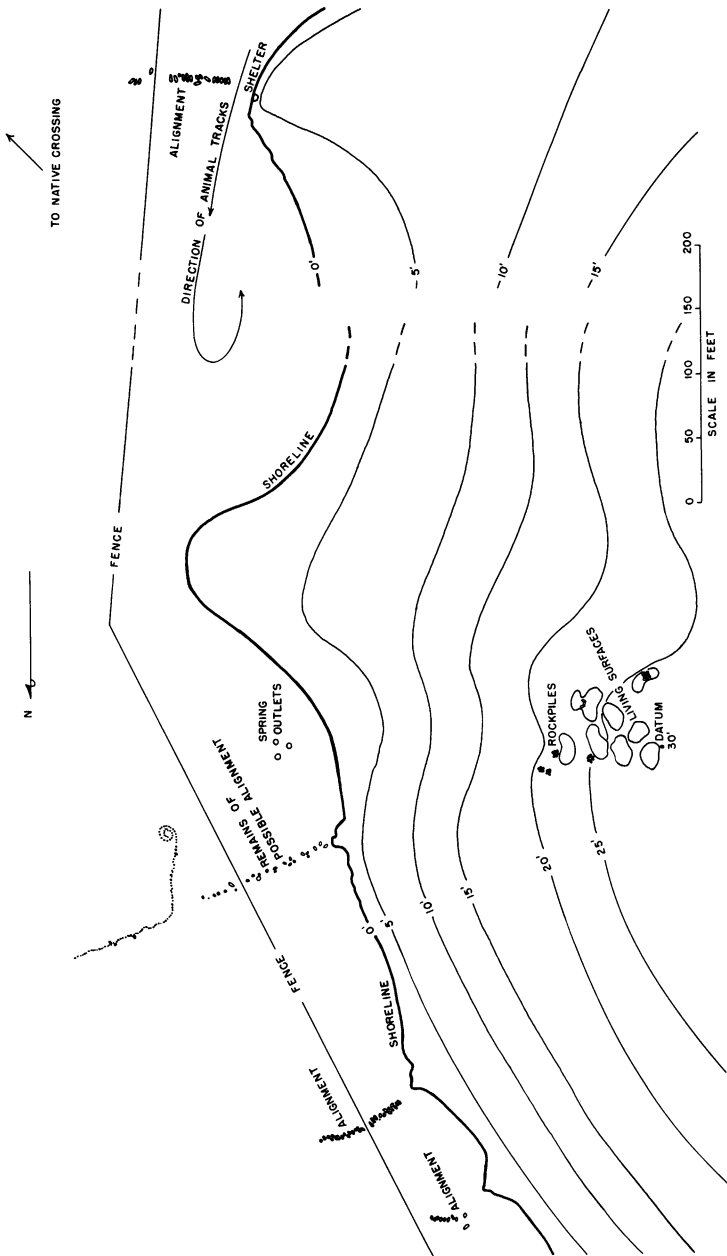 TO NATIVE CROSSING
N
FENCE
ALIGNMENT
DIRECTION OF ANIMAL TRACKS
SHELTER
SHORELINE
0'
5'
10'
15'
SPRING
OUTLETS
REMAINS OF
POSSIBLE ALIGNMENT
FENCE
ALIGNMENT
ALIGNMENT
SHORELINE
0'
5'
10'
15'
20'
25'
ROCKPILES
LIVING SURFACES
DATUM
30'
0 50 100 150 200
SCALE IN FEET